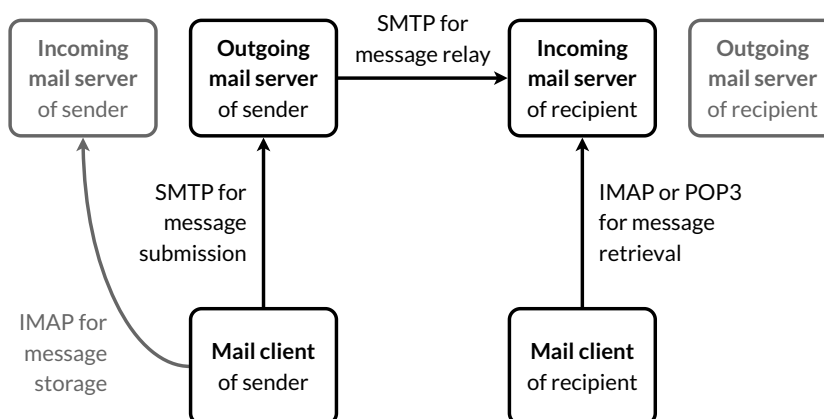 Incoming
mail server
of sender
Outgoing
mail server
of sender
SMTP for
message relay
Incoming
mail server
of recipient
Outgoing
mail server
of recipient
SMTP for
message
submission
IMAP or POP3
for message
retrieval
IMAP for
message
storage
Mail client
of sender
Mail client
of recipient